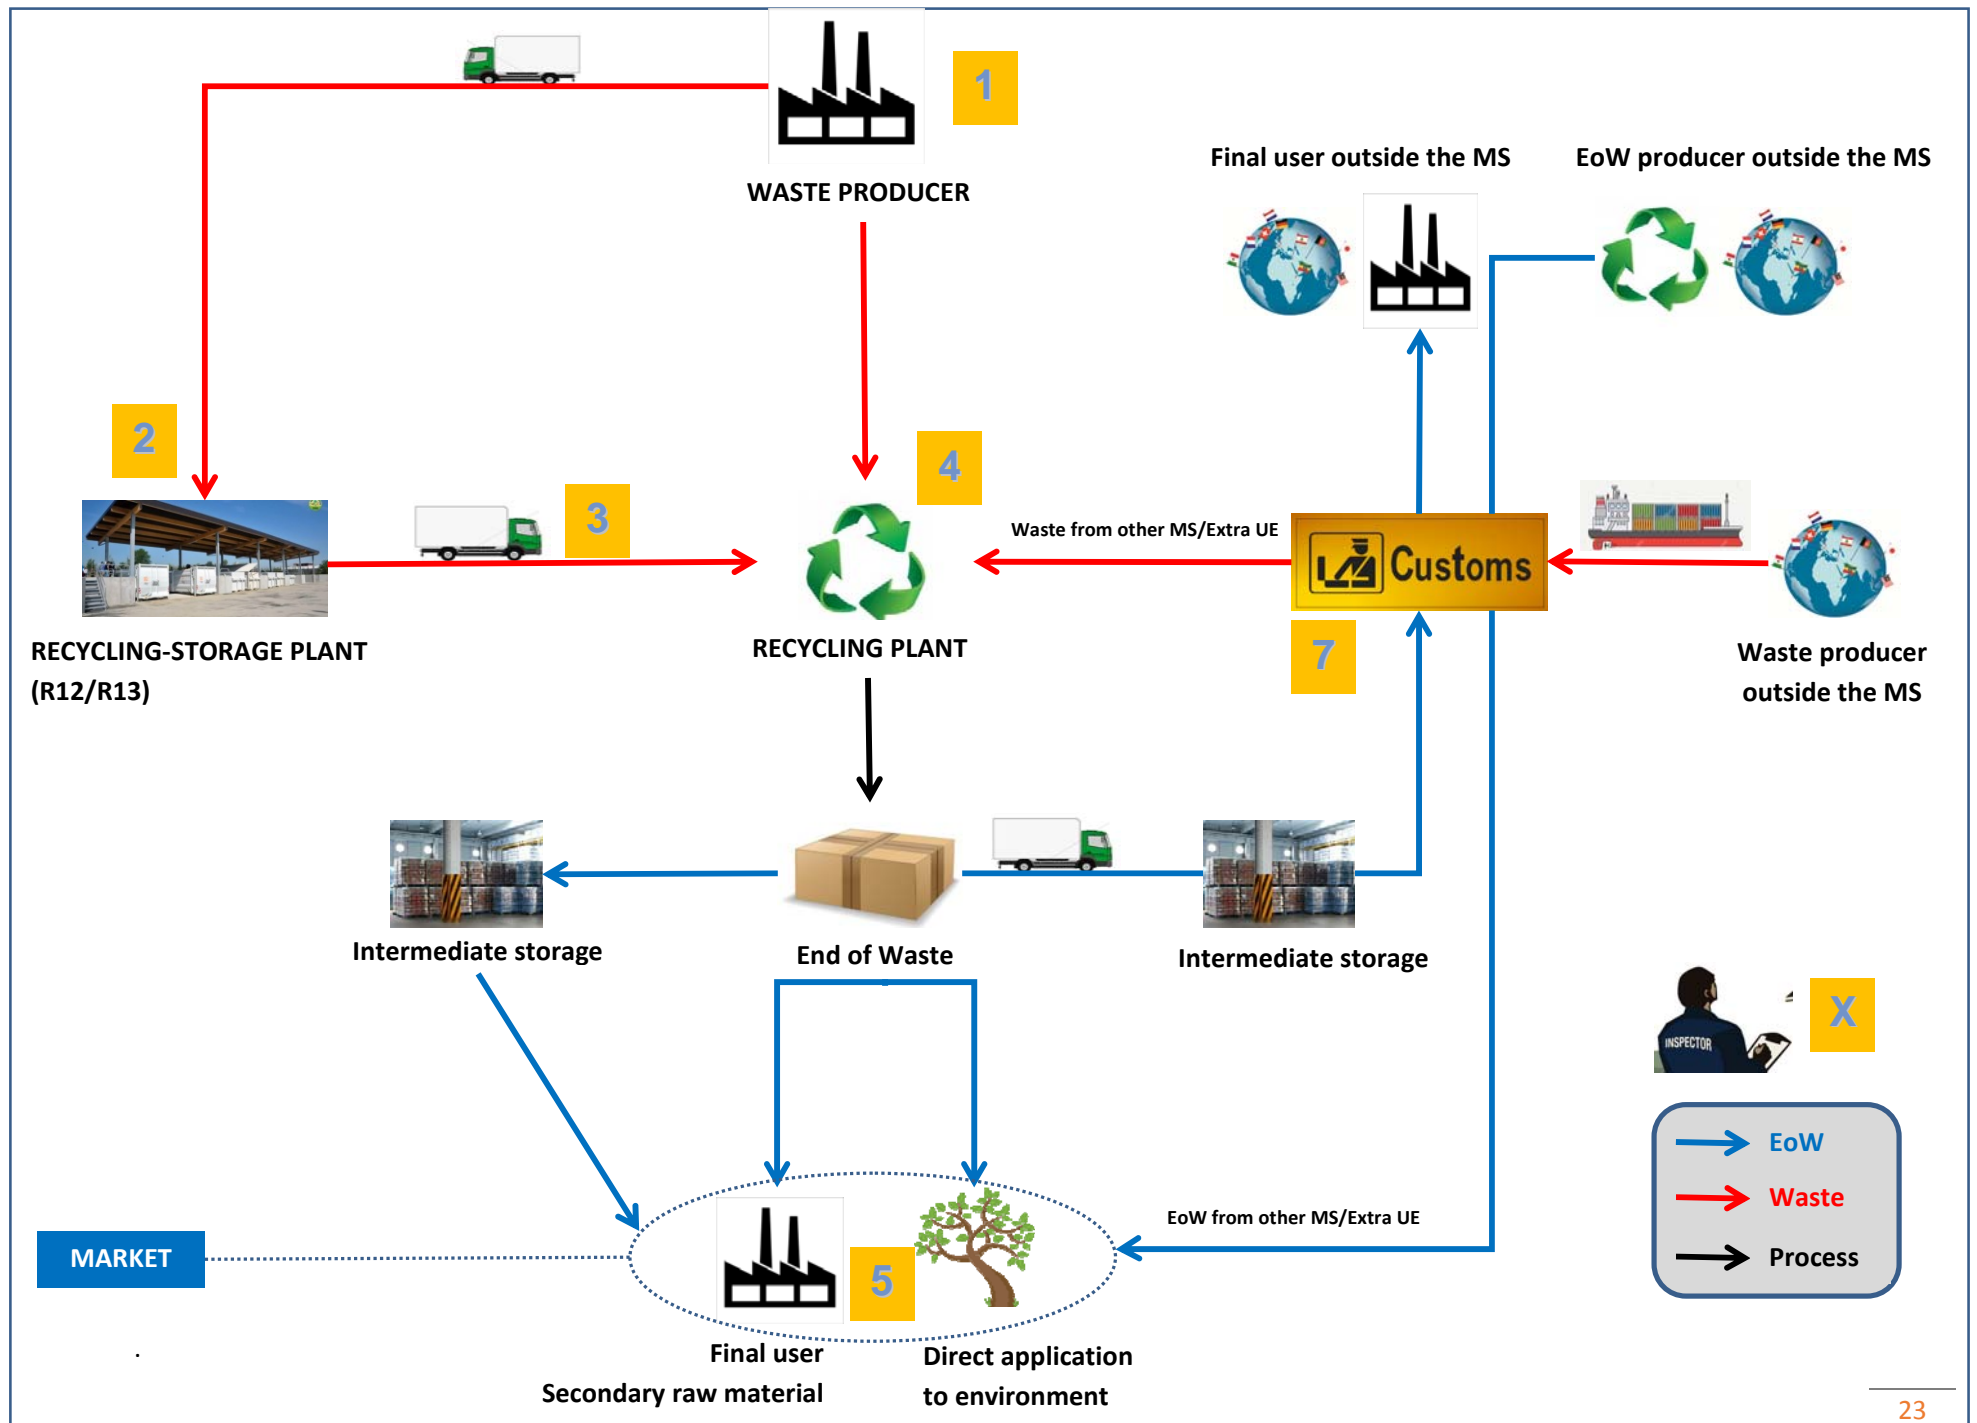 1
WASTE PRODUCER
Final user outside the MS
EoW producer outside the MS
2
3
4
Waste from other MS/Extra UE
Customs
7
RECYCLING-STORAGE PLANT
(R12/R13)
RECYCLING PLANT
Waste producer
outside the MS
Intermediate storage
End of Waste
Intermediate storage
INSPECTOR
X
EoW
Waste
Process
MARKET
5
EoW from other MS/Extra UE
Final user
Secondary raw material
Direct application
to environment
.
23